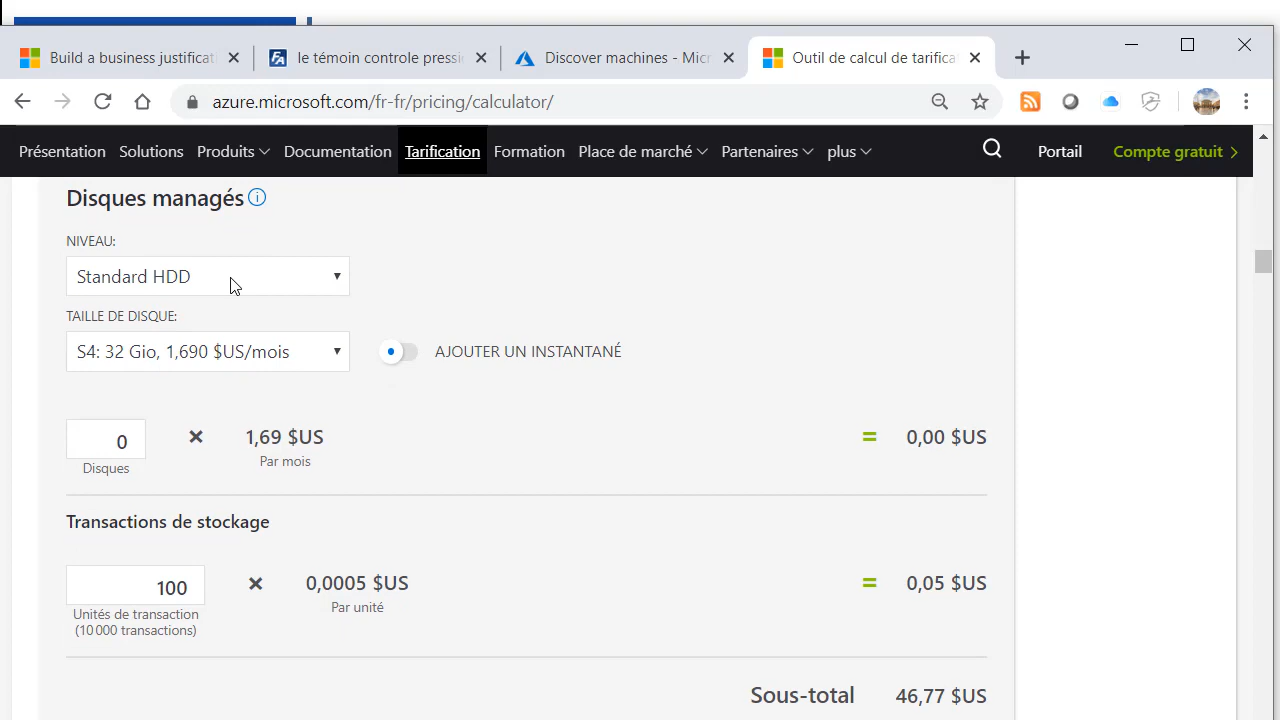 Build a business justificat
le témoin controle pressi
Discover machines - Micr
Outil de calcul de tarifica
azure.microsoft.com/fr-fr/pricing/calculator/
Présentation Solutions Produits Documentation Tarification Formation Place de marché Partenaires plus Portail Compte gratuit
Disques managés
NIVEAU:
Standard HDD
TAILLE DE DISQUE:
S4: 32 Gio, 1,690 $US/mois AJOUTER UN INSTANTANÉ
0 × 1,69 $US = 0,00 $US
Disques Par mois
Transactions de stockage
100 × 0,0005 $US = 0,05 $US
Unités de transaction Par unité
(10 000 transactions)
Sous-total 46,77 $US